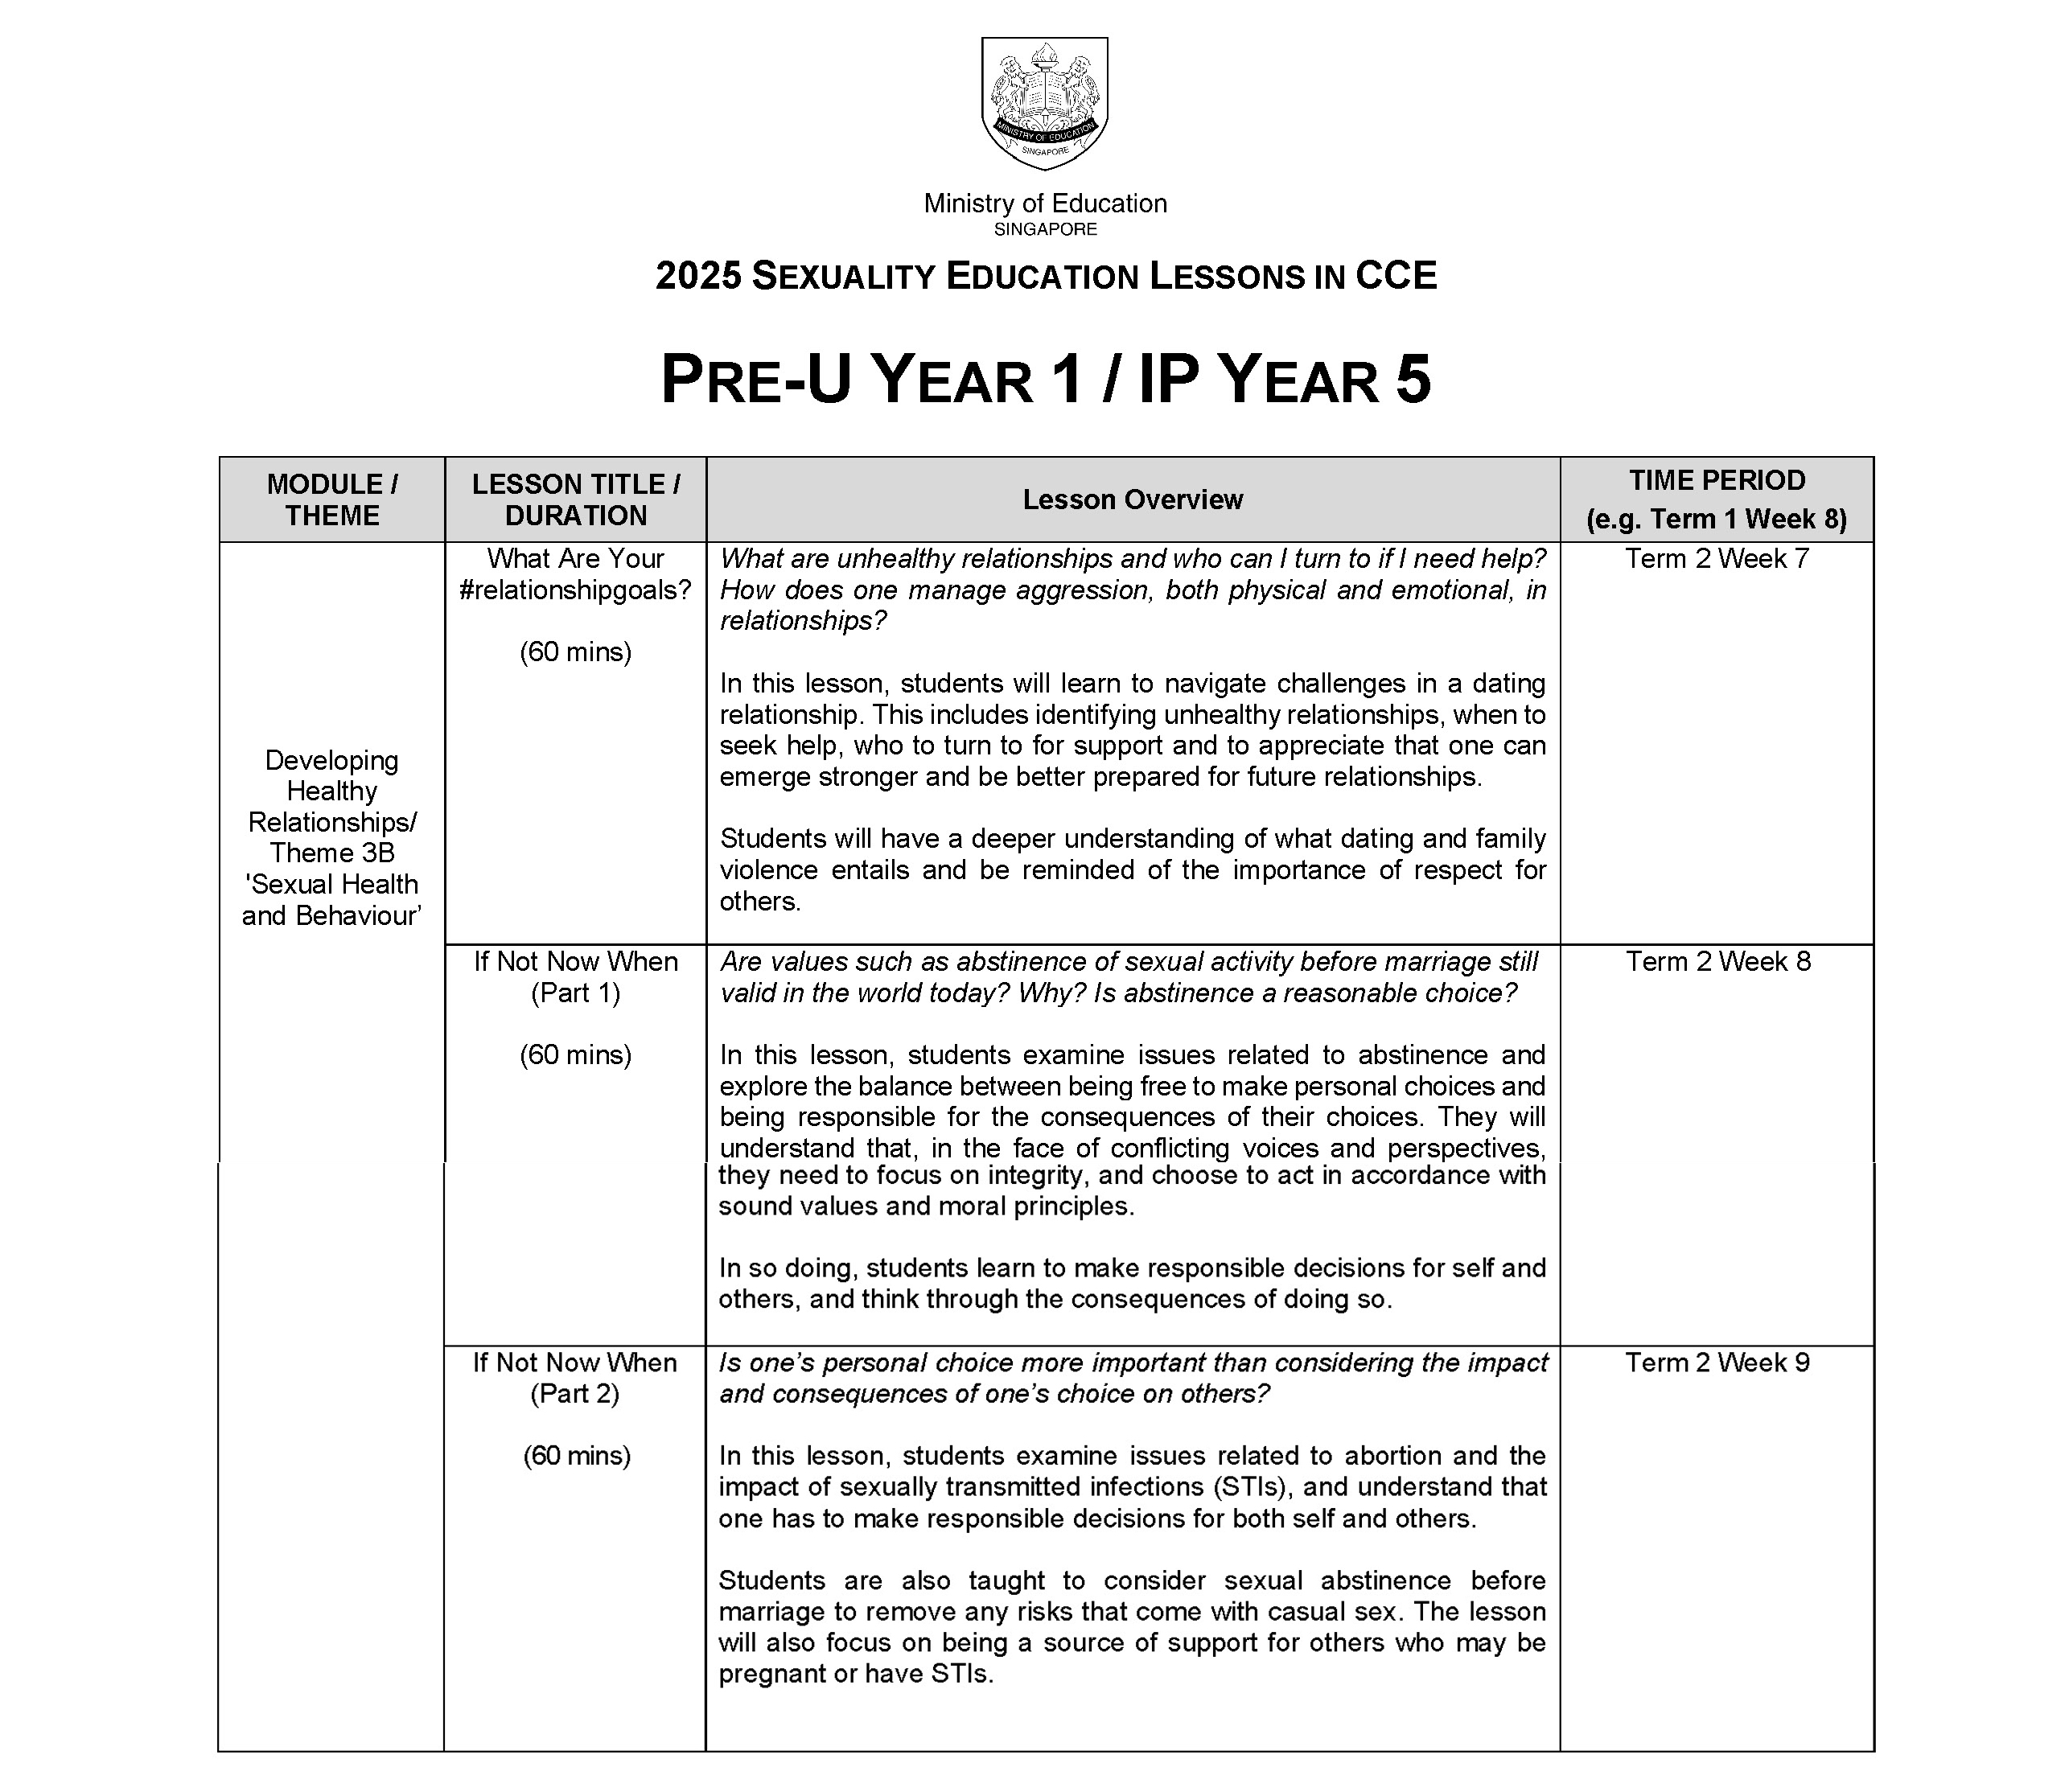 MINISTRY OF EDUCATION
SINGAPORE
Ministry of Education
SINGAPORE
2025 SEXUALITY EDUCATION LESSONS IN CCE
PRE-U YEAR 1 / IP YEAR 5
MODULE /
THEME
LESSON TITLE /
DURATION
Lesson Overview
TIME PERIOD
(e.g. Term 1 Week 8)
Developing
Healthy
Relationships/
Theme 3B
'Sexual Health
and Behaviour’
What Are Your
#relationshipgoals?
(60 mins)
What are unhealthy relationships and who can I turn to if I need help?
How does one manage aggression, both physical and emotional, in
relationships?
In this lesson, students will learn to navigate challenges in a dating
relationship. This includes identifying unhealthy relationships, when to
seek help, who to turn to for support and to appreciate that one can
emerge stronger and be better prepared for future relationships.
Students will have a deeper understanding of what dating and family
violence entails and be reminded of the importance of respect for
others.
Term 2 Week 7
If Not Now When
(Part 1)
(60 mins)
Are values such as abstinence of sexual activity before marriage still
valid in the world today? Why? Is abstinence a reasonable choice?
In this lesson, students examine issues related to abstinence and
explore the balance between being free to make personal choices and
being responsible for the consequences of their choices. They will
understand that, in the face of conflicting voices and perspectives,
they need to focus on integrity, and choose to act in accordance with
sound values and moral principles.
In so doing, students learn to make responsible decisions for self and
others, and think through the consequences of doing so.
Term 2 Week 8
If Not Now When
(Part 2)
(60 mins)
Is one’s personal choice more important than considering the impact
and consequences of one’s choice on others?
In this lesson, students examine issues related to abortion and the
impact of sexually transmitted infections (STIs), and understand that
one has to make responsible decisions for both self and others.
Students are also taught to consider sexual abstinence before
marriage to remove any risks that come with casual sex. The lesson
will also focus on being a source of support for others who may be
pregnant or have STIs.
Term 2 Week 9